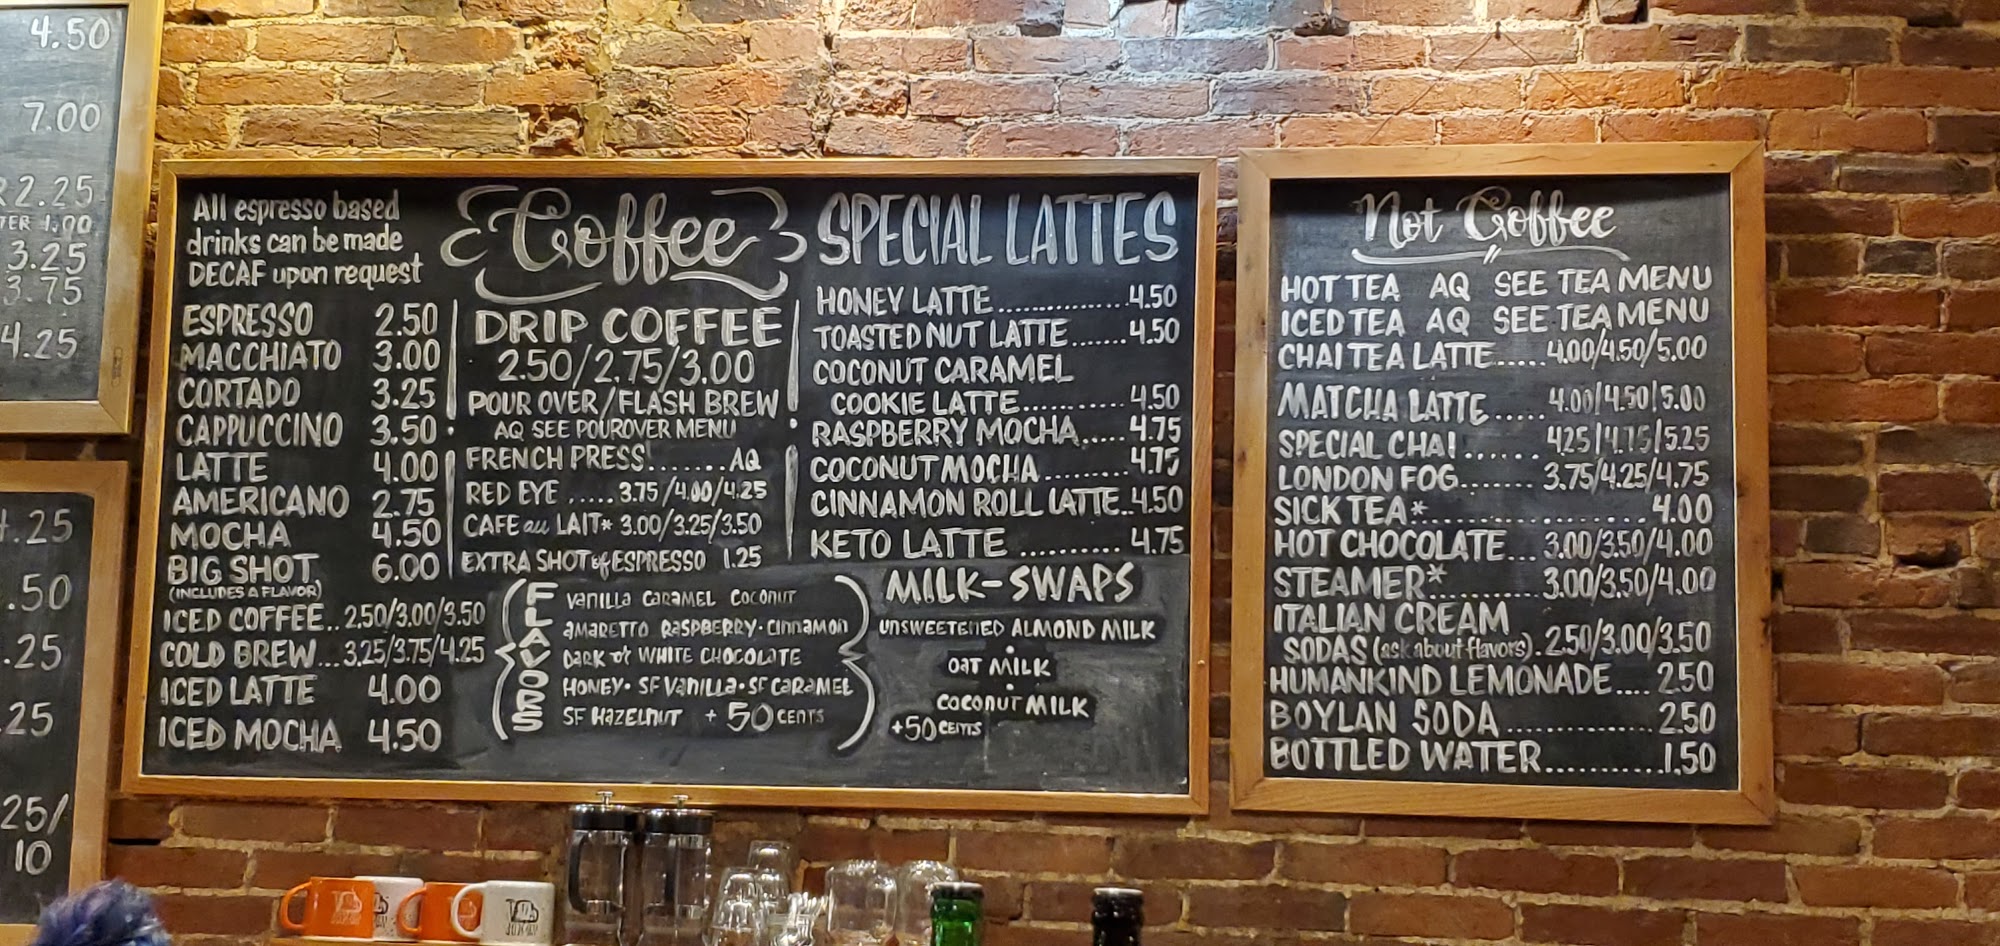 4.50
7.00
2.25
1.00
3.25
3.75
4.25
.25
.50
.25
25
25/
10
All espresso based
drinks can be made
DECAF upon request
ESPRESSO 2.50
MACCHIATO 3.00
CORTADO 3.25
CAPPUCCINO 3.50
LATTE 4.00
AMERICANO 2.75
MOCHA 4.50
BIG SHOT 6.00
(INCLUDES A FLAVOR)
ICED COFFEE.. 2.50/3.00/3.50
COLD BREW...3.25/3.75/4.25
ICED LATTE 4.00
ICED MOCHA 4.50
Coffee
DRIP COFFEE
2.50/2.75/3.00
POUR OVER/FLASH BREW
AQ SEE POUROVER MENU
FRENCH PRESS.......AQ
RED EYE ..... 3.75/4.00/4.25
CAFE au LAIT* 3.00/3.25/3.50
EXTRA SHOT of ESPRESSO 1.25
FLAVORS
VANILLA CARAMEL COCONUT
AMARETTO RASPBERRY · CINNAMON
DARK or WHITE CHOCOLATE
HONEY · SF VANILLA · SF CARAMEL
SF HAZELNUT + 50 CENTS
SPECIAL LATTES
HONEY LATTE..............4.50
TOASTED NUT LATTE.......4.50
COCONUT CARAMEL
COOKIE LATTE...........4.50
RASPBERRY MOCHA.....4.75
COCONUT MOCHA.........4.75
CINNAMON ROLL LATTE..4.50
KETO LATTE .......... 4.75
MILK-SWAPS
UNSWEETENED ALMOND MILK
·
OAT MILK
·
COCONUT MILK
+50 CENTS
Not Coffee
HOT TEA AQ SEE TEA MENU
ICED TEA AQ SEE TEA MENU
CHAI TEA LATTE..... 4.00/4.50/5.00
MATCHA LATTE..... 4.00/4.50/5.00
SPECIAL CHAI ...... 4.25/4.75/5.25
LONDON FOG....... 3.75/4.25/4.75
SICK TEA*..................... 4.00
HOT CHOCOLATE... 3.00/3.50/4.00
STEAMER*.......... 3.00/3.50/4.00
ITALIAN CREAM
SODAS (ask about flavors). 2.50/3.00/3.50
HUMANKIND LEMONADE.... 2.50
BOYLAN SODA............... 2.50
BOTTLED WATER...........1.50